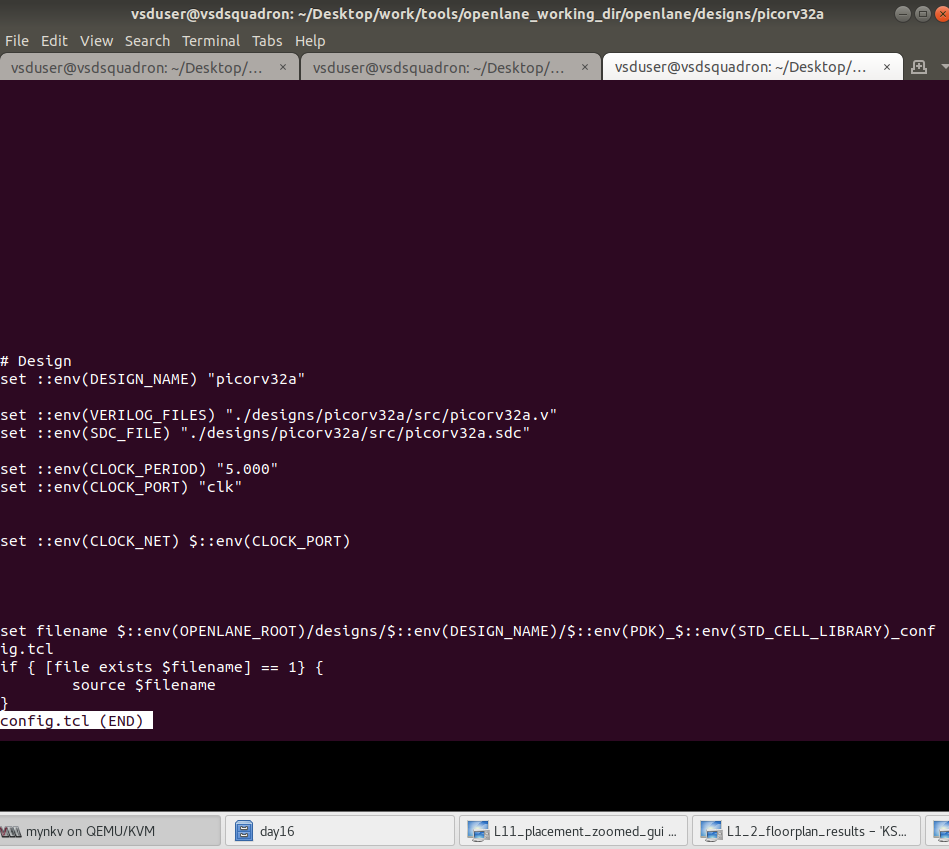 vsduser@vsdsquadron: ~/Desktop/work/tools/openlane_working_dir/openlane/designs/picorv32a
File Edit View Search Terminal Tabs Help
vsduser@vsdsquadron: ~/Desktop/... × vsduser@vsdsquadron: ~/Desktop/... × vsduser@vsdsquadron: ~/Desktop/... ×
# Design
set ::env(DESIGN_NAME) "picorv32a"
set ::env(VERILOG_FILES) "./designs/picorv32a/src/picorv32a.v"
set ::env(SDC_FILE) "./designs/picorv32a/src/picorv32a.sdc"
set ::env(CLOCK_PERIOD) "5.000"
set ::env(CLOCK_PORT) "clk"
set ::env(CLOCK_NET) $::env(CLOCK_PORT)
set filename $::env(OPENLANE_ROOT)/designs/$::env(DESIGN_NAME)/$::env(PDK)_$::env(STD_CELL_LIBRARY)_conf
ig.tcl
if { [file exists $filename] == 1} {
        source $filename
}
config.tcl (END)
mynkv on QEMU/KVM day16 L11_placement_zoomed_gui ... L1_2_floorplan_results – 'KS...